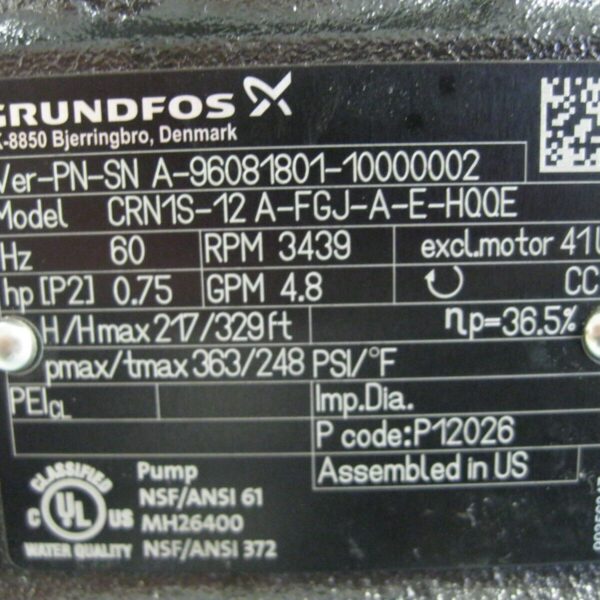 GRUNDFOS
K-8850 Bjerringbro, Denmark
Ver-PN-SN A-96081801-10000002
Model CRN1S-12 A-FGJ-A-E-HQQE
Hz 60 RPM 3439 excl.motor 41
hp [P2] 0.75 GPM 4.8 CC
H/Hmax 217/329 ft ηp=36.5%
pmax/tmax 363/248 PSI/°F
PEICL Imp.Dia.
P code:P12026
Assembled in US
CLASSIFIED
C UL US
WATER QUALITY
Pump
NSF/ANSI 61
MH26400
NSF/ANSI 372